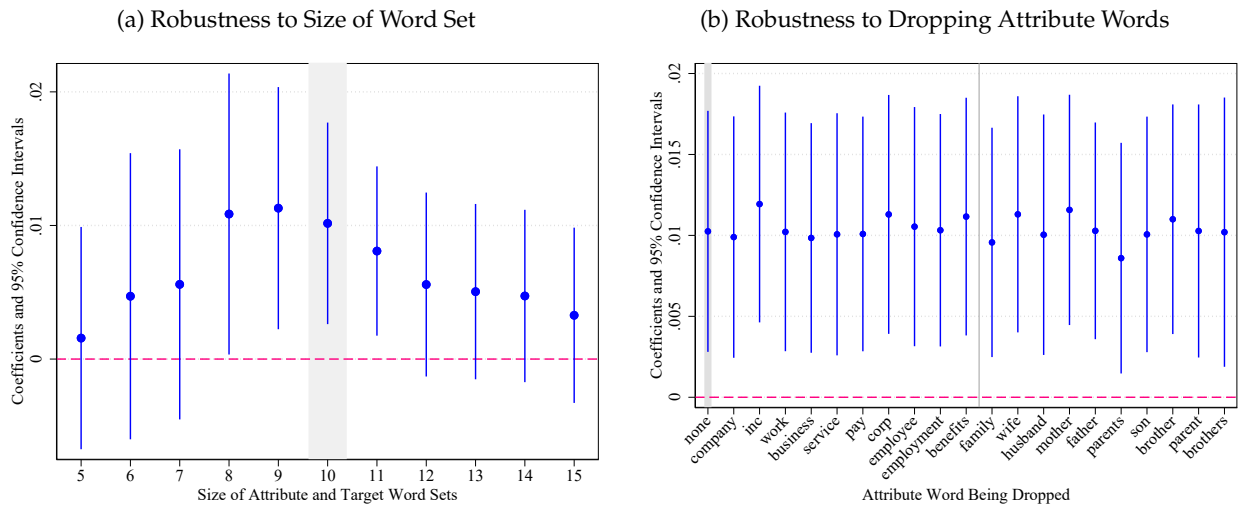 (a) Robustness to Size of Word Set
Coefficients and 95% Confidence Intervals
.02
.01
0
5 6 7 8 9 10 11 12 13 14 15
Size of Attribute and Target Word Sets
(b) Robustness to Dropping Attribute Words
Coefficients and 95% Confidence Intervals
.02
.015
.01
.005
0
none
company
inc
work
business
service
pay
corp
employee
employment
benefits
family
wife
husband
mother
father
parents
son
brother
parent
brothers
Attribute Word Being Dropped